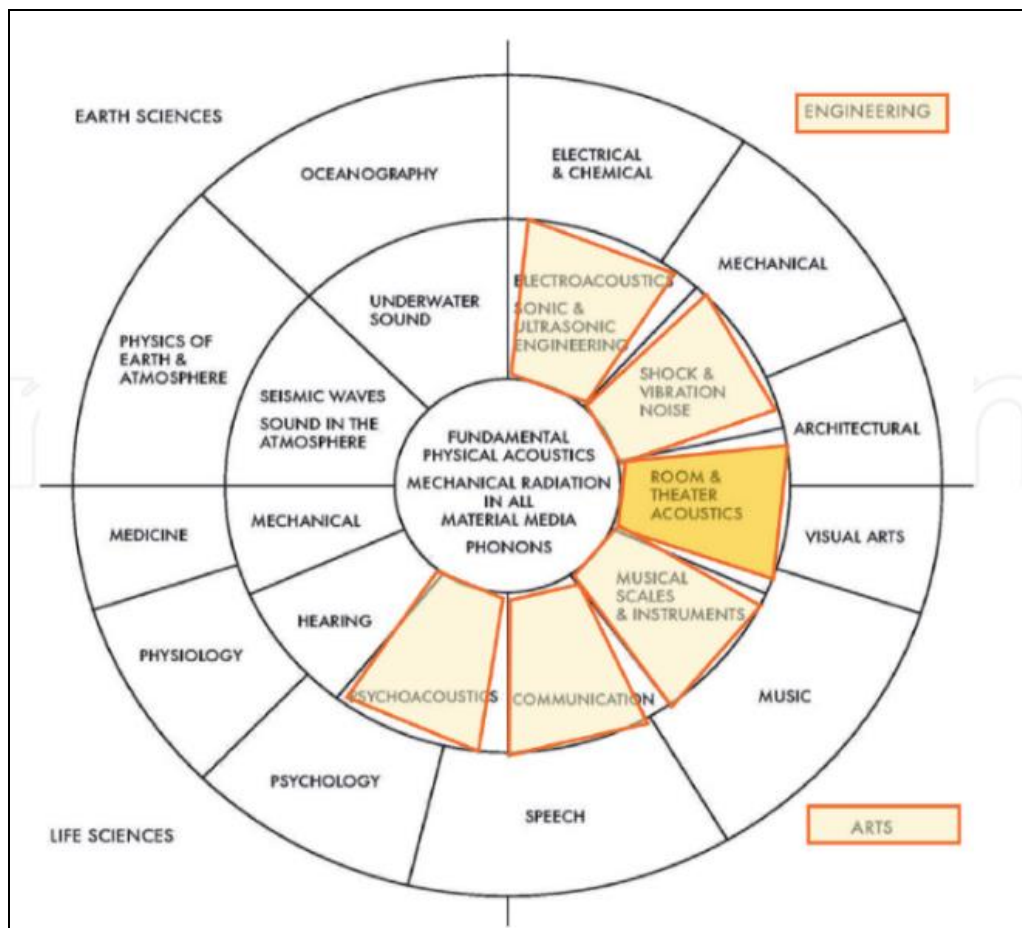 EARTH SCIENCES
ENGINEERING
OCEANOGRAPHY
ELECTRICAL
& CHEMICAL
MECHANICAL
PHYSICS OF
EARTH &
ATMOSPHERE
ARCHITECTURAL
UNDERWATER
SOUND
ELECTROACOUSTICS
SONIC &
ULTRASONIC
ENGINEERING
SEISMIC WAVES
SOUND IN THE
ATMOSPHERE
SHOCK &
VIBRATION
NOISE
FUNDAMENTAL
PHYSICAL ACOUSTICS
MECHANICAL RADIATION
IN ALL
MATERIAL MEDIA
PHONONS
ROOM &
THEATER
ACOUSTICS
MEDICINE
MECHANICAL
VISUAL ARTS
HEARING
MUSICAL
SCALES
& INSTRUMENTS
PHYSIOLOGY
PSYCHOACOUSTICS
COMMUNICATION
MUSIC
PSYCHOLOGY
SPEECH
LIFE SCIENCES
ARTS